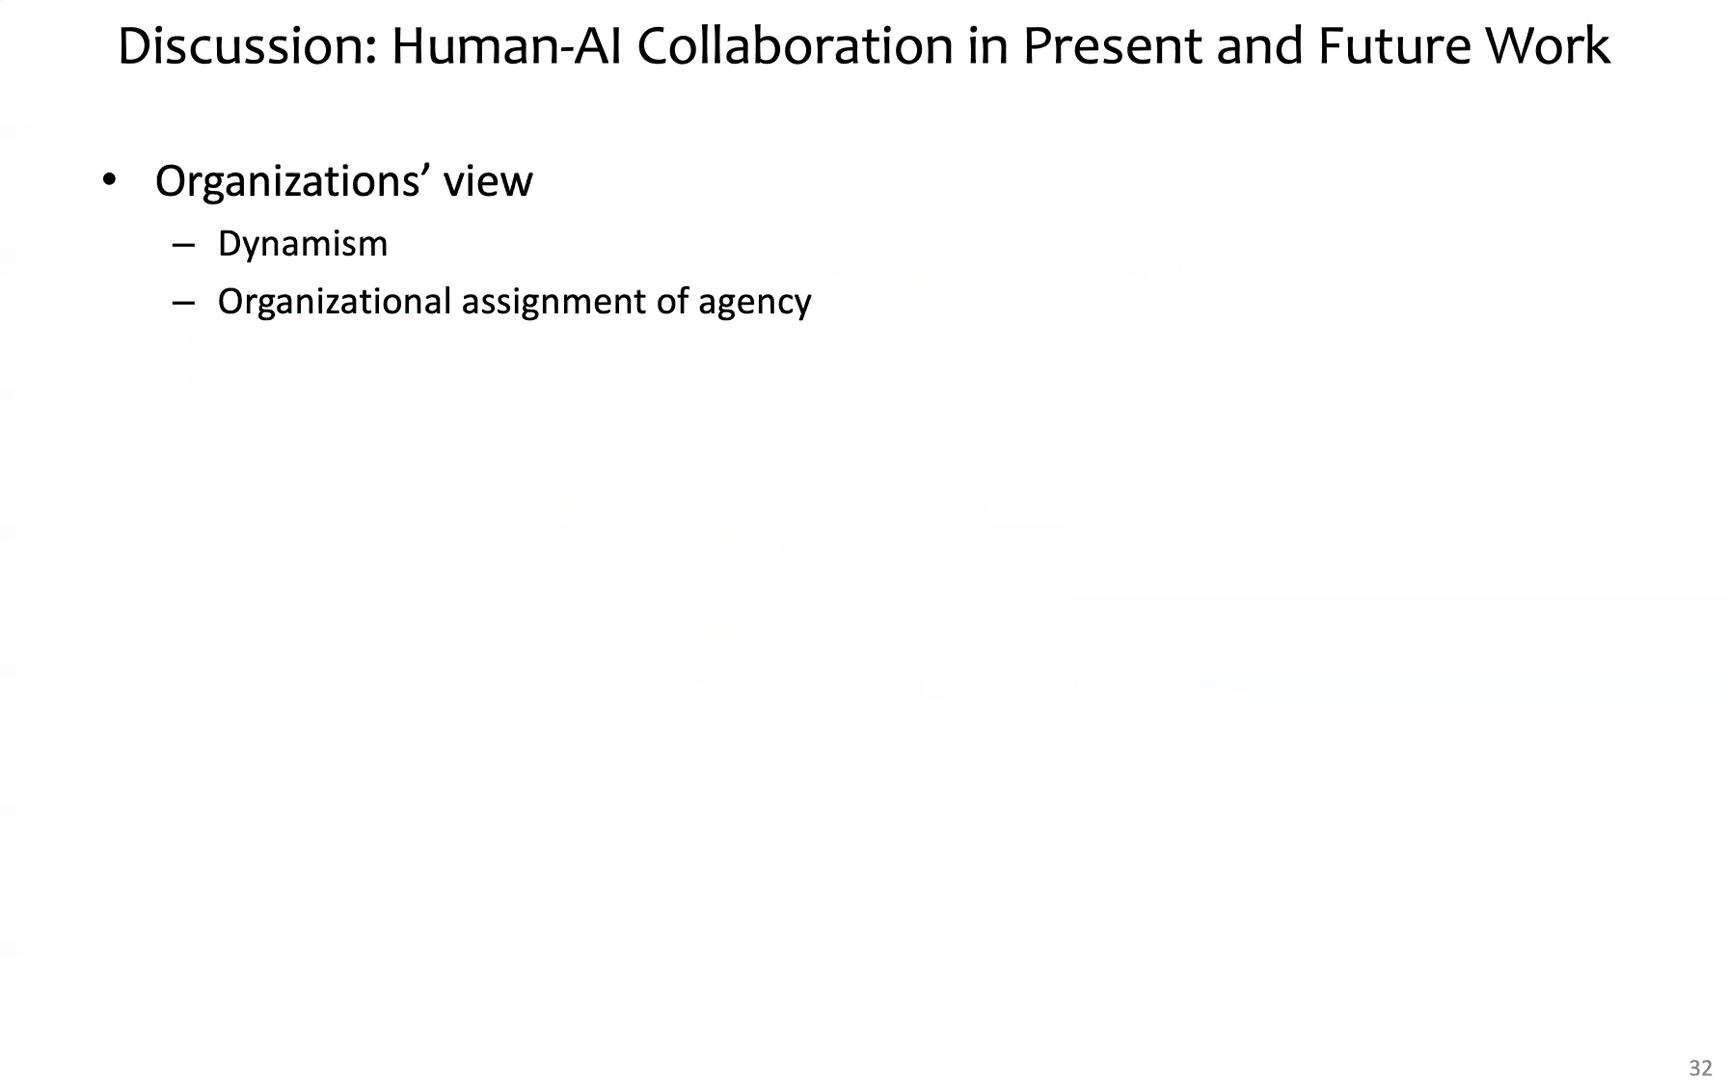 Discussion: Human-AI Collaboration in Present and Future Work
• Organizations’ view
– Dynamism
– Organizational assignment of agency
32